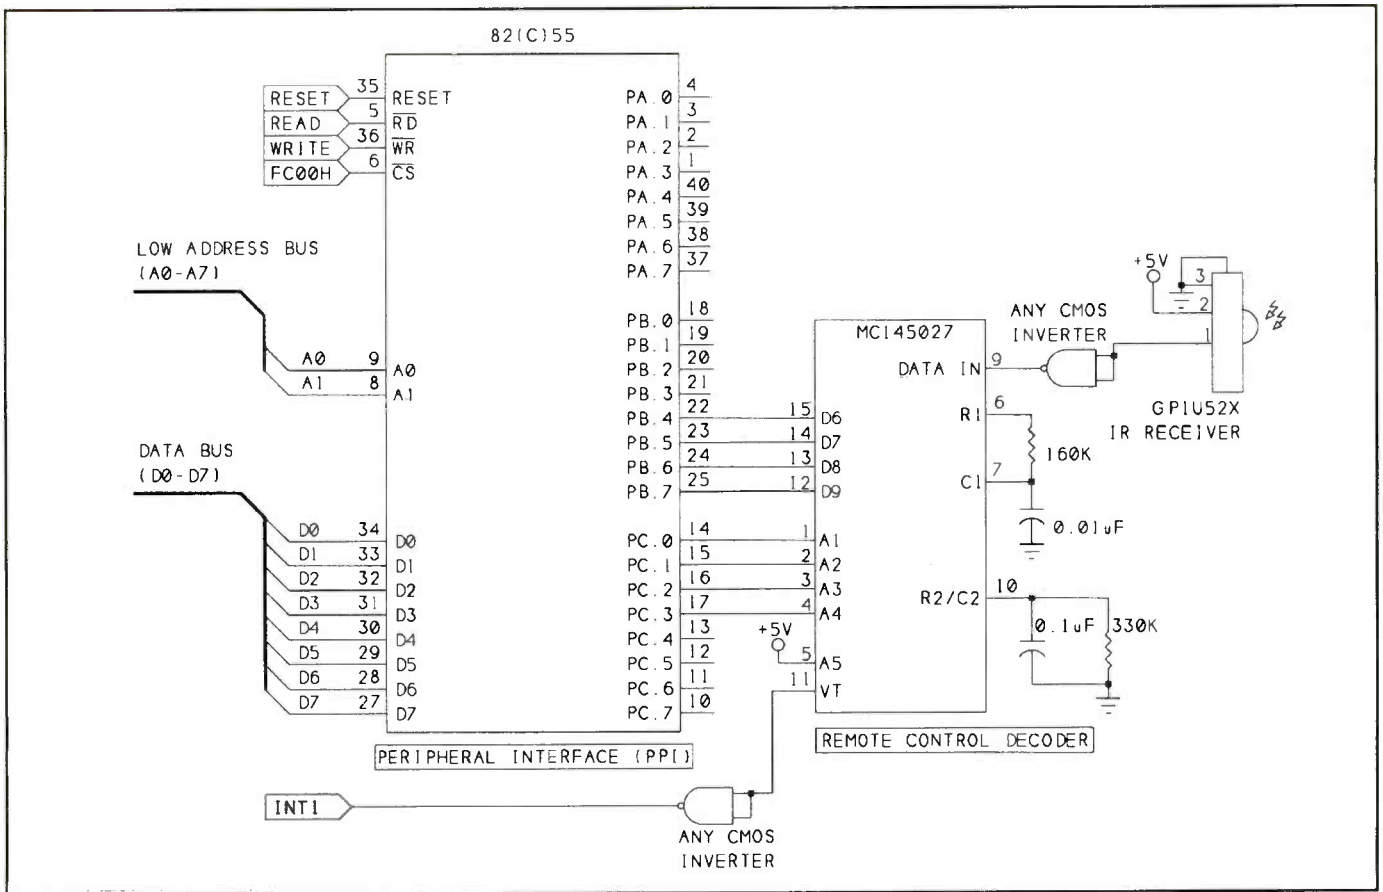 82(C)55
RESET 35 RESET
READ 5 RD
WRITE 36 WR
FC00H 6 CS
LOW ADDRESS BUS
(A0-A7)
A0 9 A0
A1 8 A1
DATA BUS
(D0-D7)
D0 34 D0
D1 33 D1
D2 32 D2
D3 31 D3
D4 30 D4
D5 29 D5
D6 28 D6
D7 27 D7
PA.0 4
PA.1 3
PA.2 2
PA.3 1
PA.4 40
PA.5 39
PA.6 38
PA.7 37
PB.0 18
PB.1 19
PB.2 20
PB.3 21
PB.4 22
PB.5 23
PB.6 24
PB.7 25
PC.0 14
PC.1 15
PC.2 16
PC.3 17
PC.4 13
PC.5 12
PC.6 11
PC.7 10
PERIPHERAL INTERFACE (PPI)
MC145027
15 D6
14 D7
13 D8
12 D9
1 A1
2 A2
3 A3
4 A4
+5V
5 A5
11 VT
DATA IN 9
R1 6
C1 7
R2/C2 10
REMOTE CONTROL DECODER
ANY CMOS
INVERTER
+5V
3
2
1
GP1U52X
IR RECEIVER
160K
0.01uF
0.1uF 330K
INT1
ANY CMOS
INVERTER